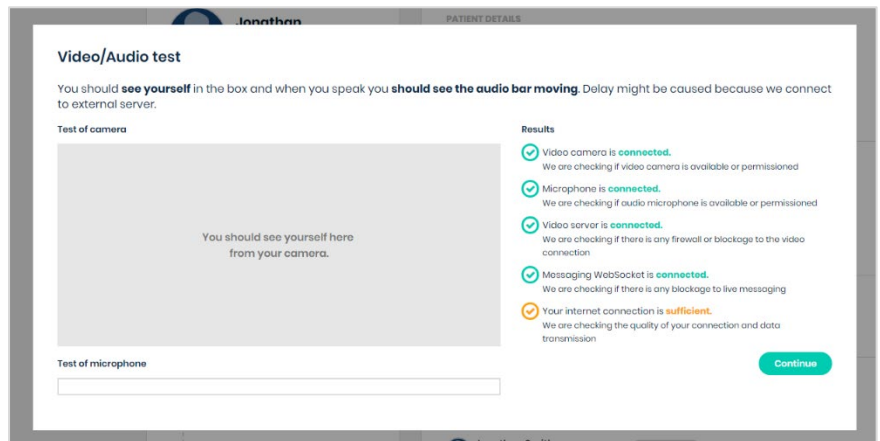 Jonathan
PATIENT DETAILS
Video/Audio test
You should see yourself in the box and when you speak you should see the audio bar moving. Delay might be caused because we connect
to external server.
Test of camera
You should see yourself here
from your camera.
Test of microphone
Results
Video camera is connected.
We are checking if video camera is available or permissioned
Microphone is connected.
We are checking if audio microphone is available or permissioned
Video server is connected.
We are checking if there is any firewall or blockage to the video
connection
Messaging WebSocket is connected.
We are checking if there is any blockage to live messaging
Your internet connection is sufficient.
We are checking the quality of your connection and data
transmission
Continue